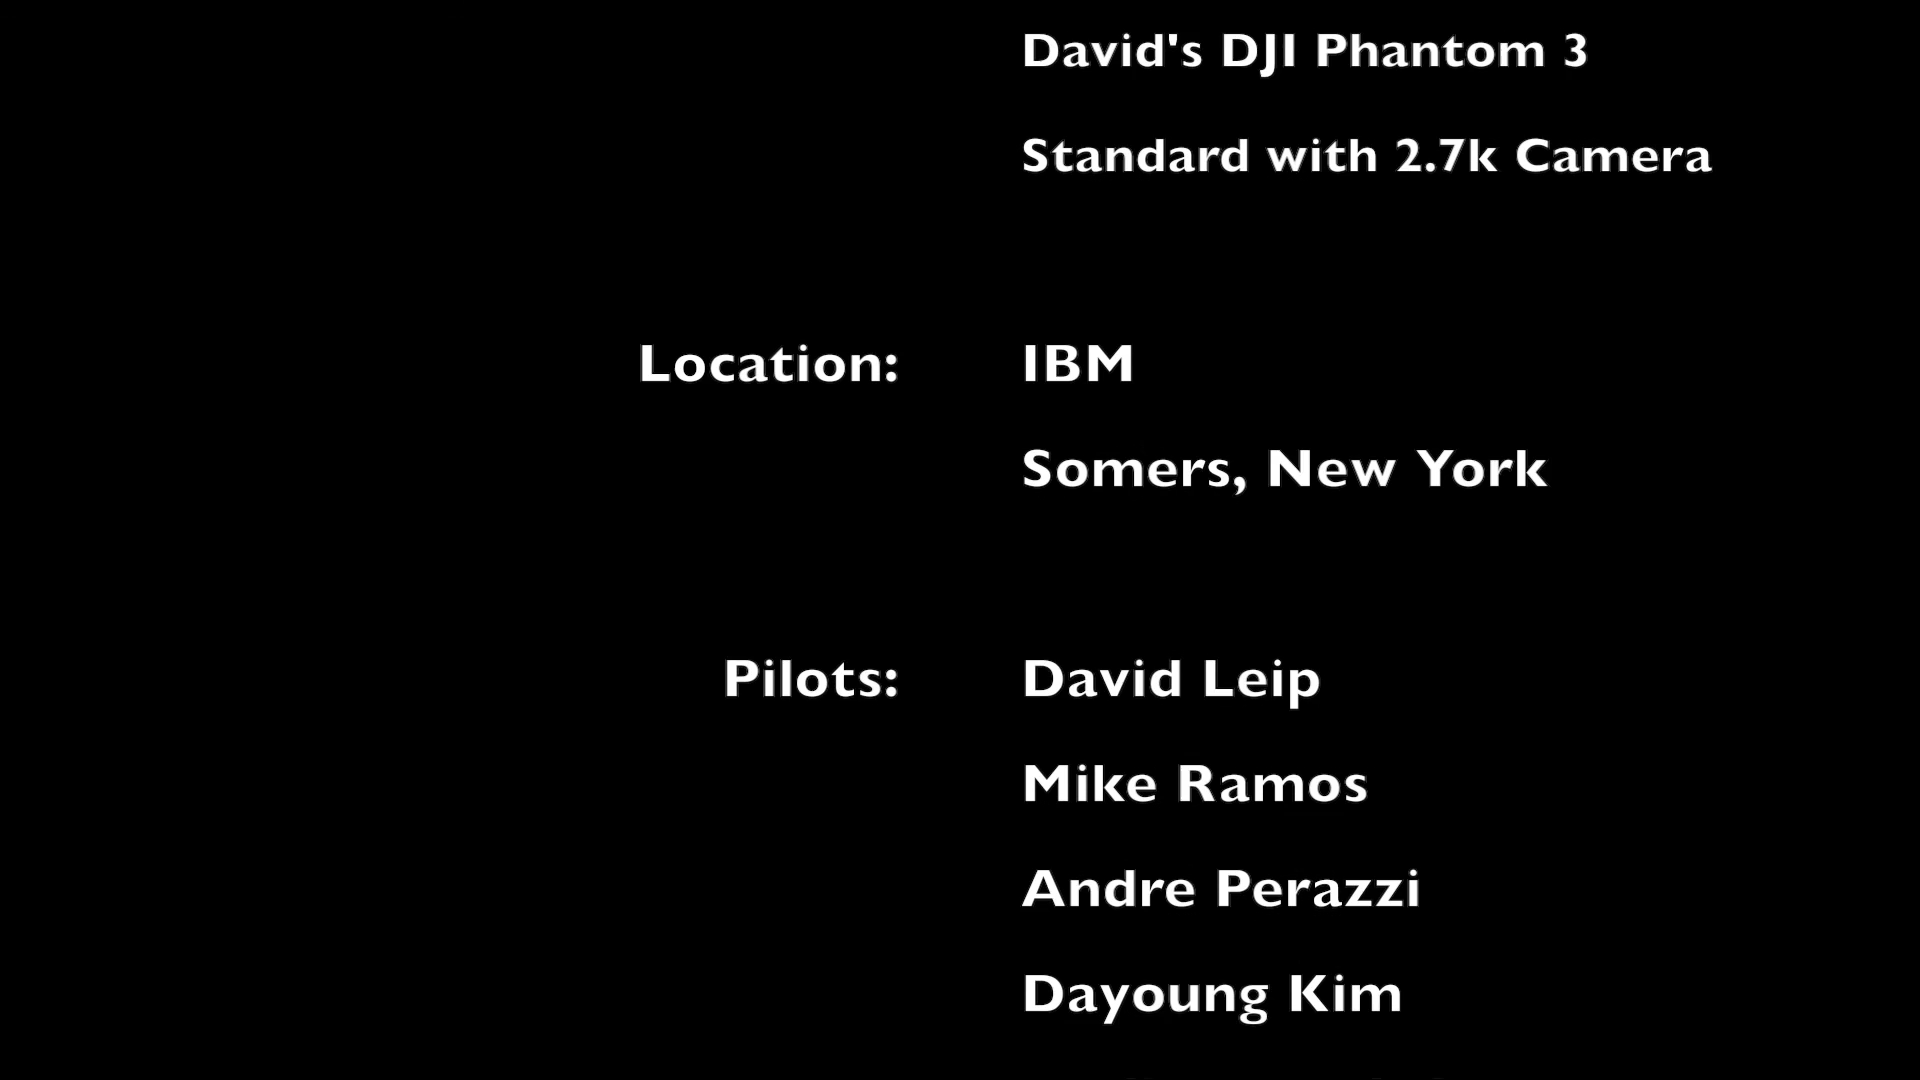 David's DJI Phantom 3
Standard with 2.7k Camera
Location: IBM
Somers, New York
Pilots: David Leip
Mike Ramos
Andre Perazzi
Dayoung Kim